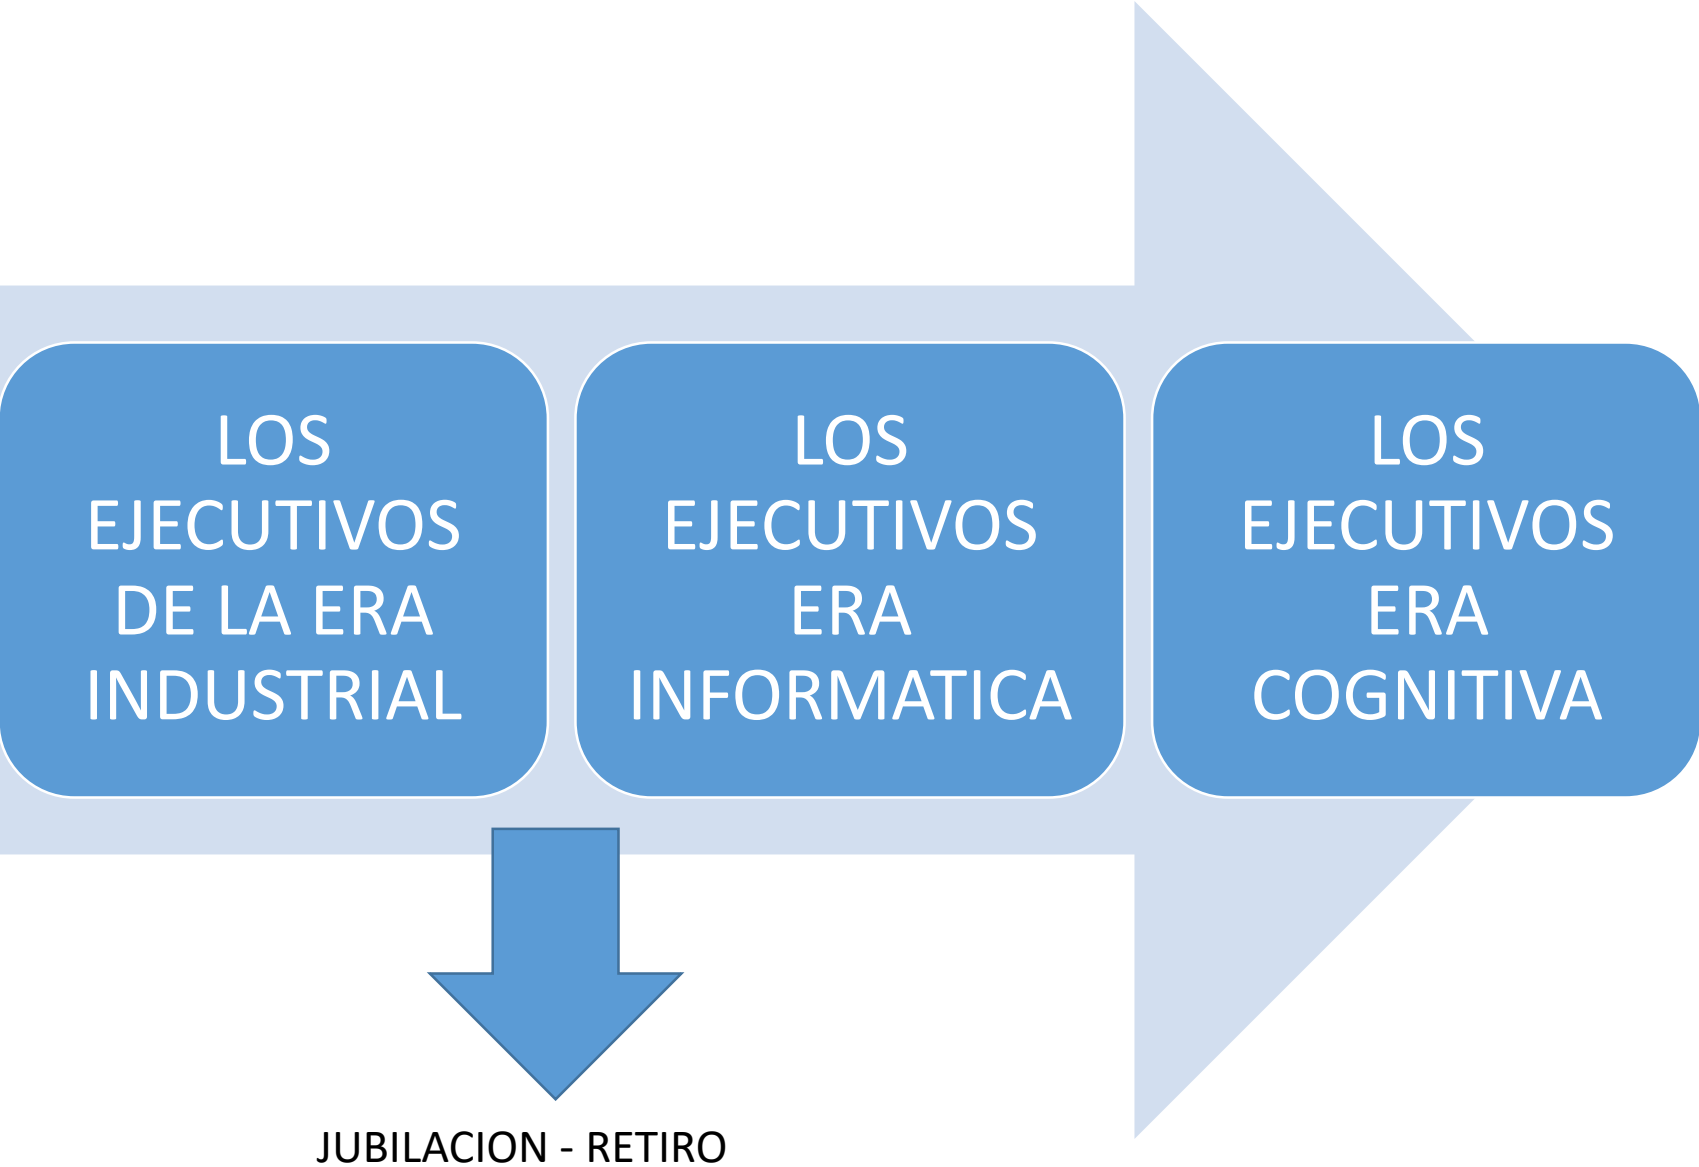 LOS
EJECUTIVOS
DE LA ERA
INDUSTRIAL
LOS
EJECUTIVOS
ERA
INFORMATICA
LOS
EJECUTIVOS
ERA
COGNITIVA
JUBILACION - RETIRO